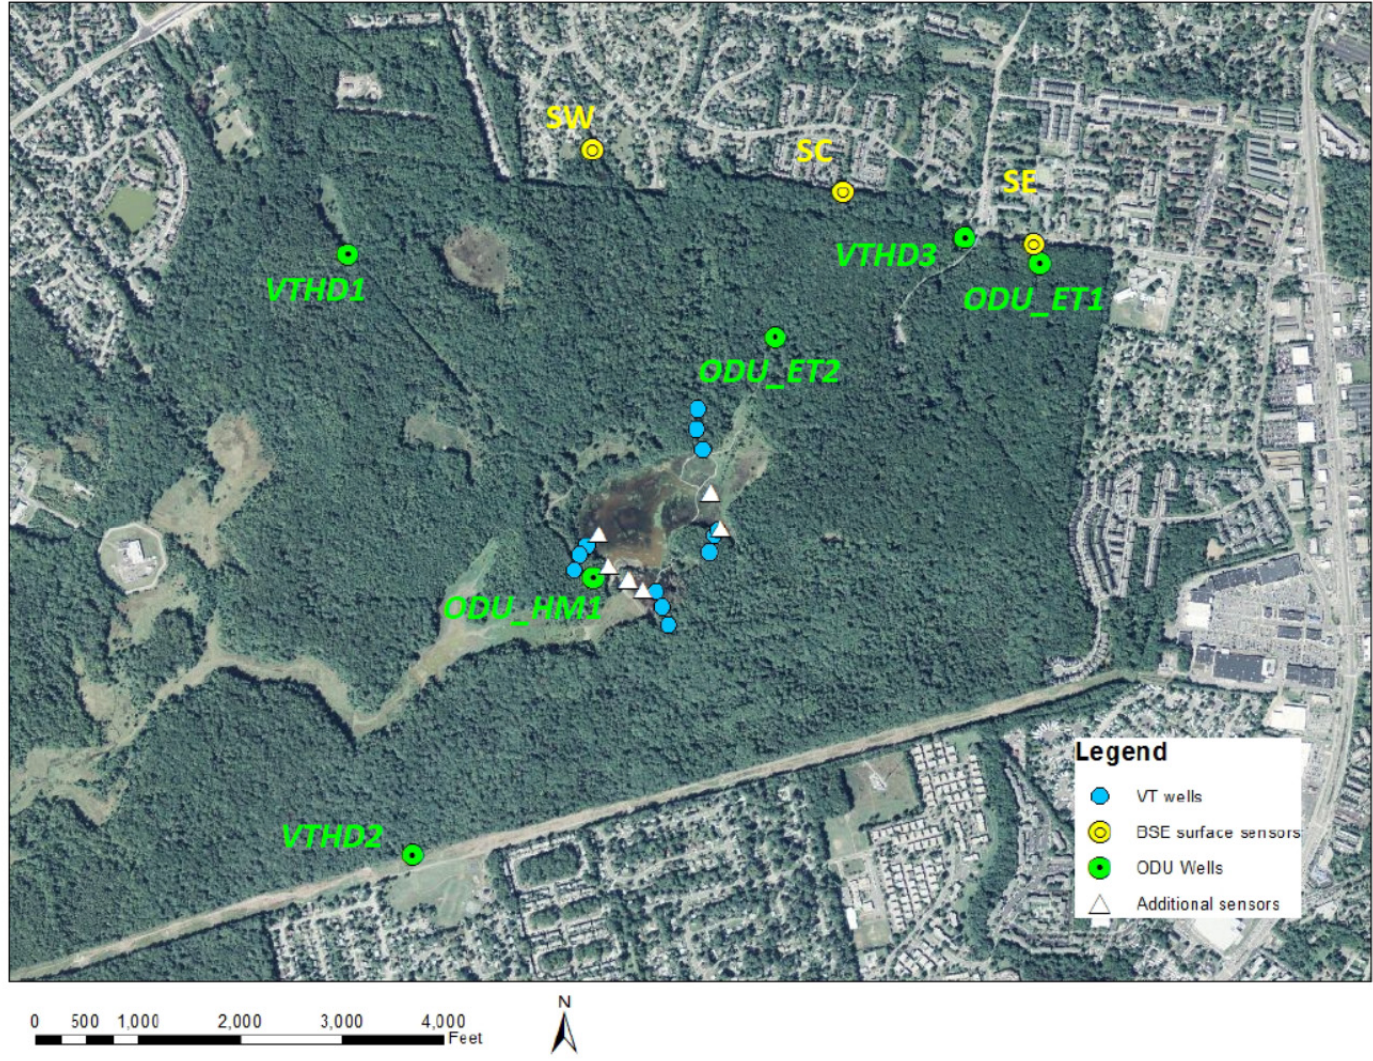 SW
SC
SE
VTHD3
VTHD1
ODU_ET1
ODU_ET2
ODU_HM1
VTHD2
Legend
VT wells
BSE surface sensors
ODU Wells
Additional sensors
0 500 1,000 2,000 3,000 4,000
Feet
N